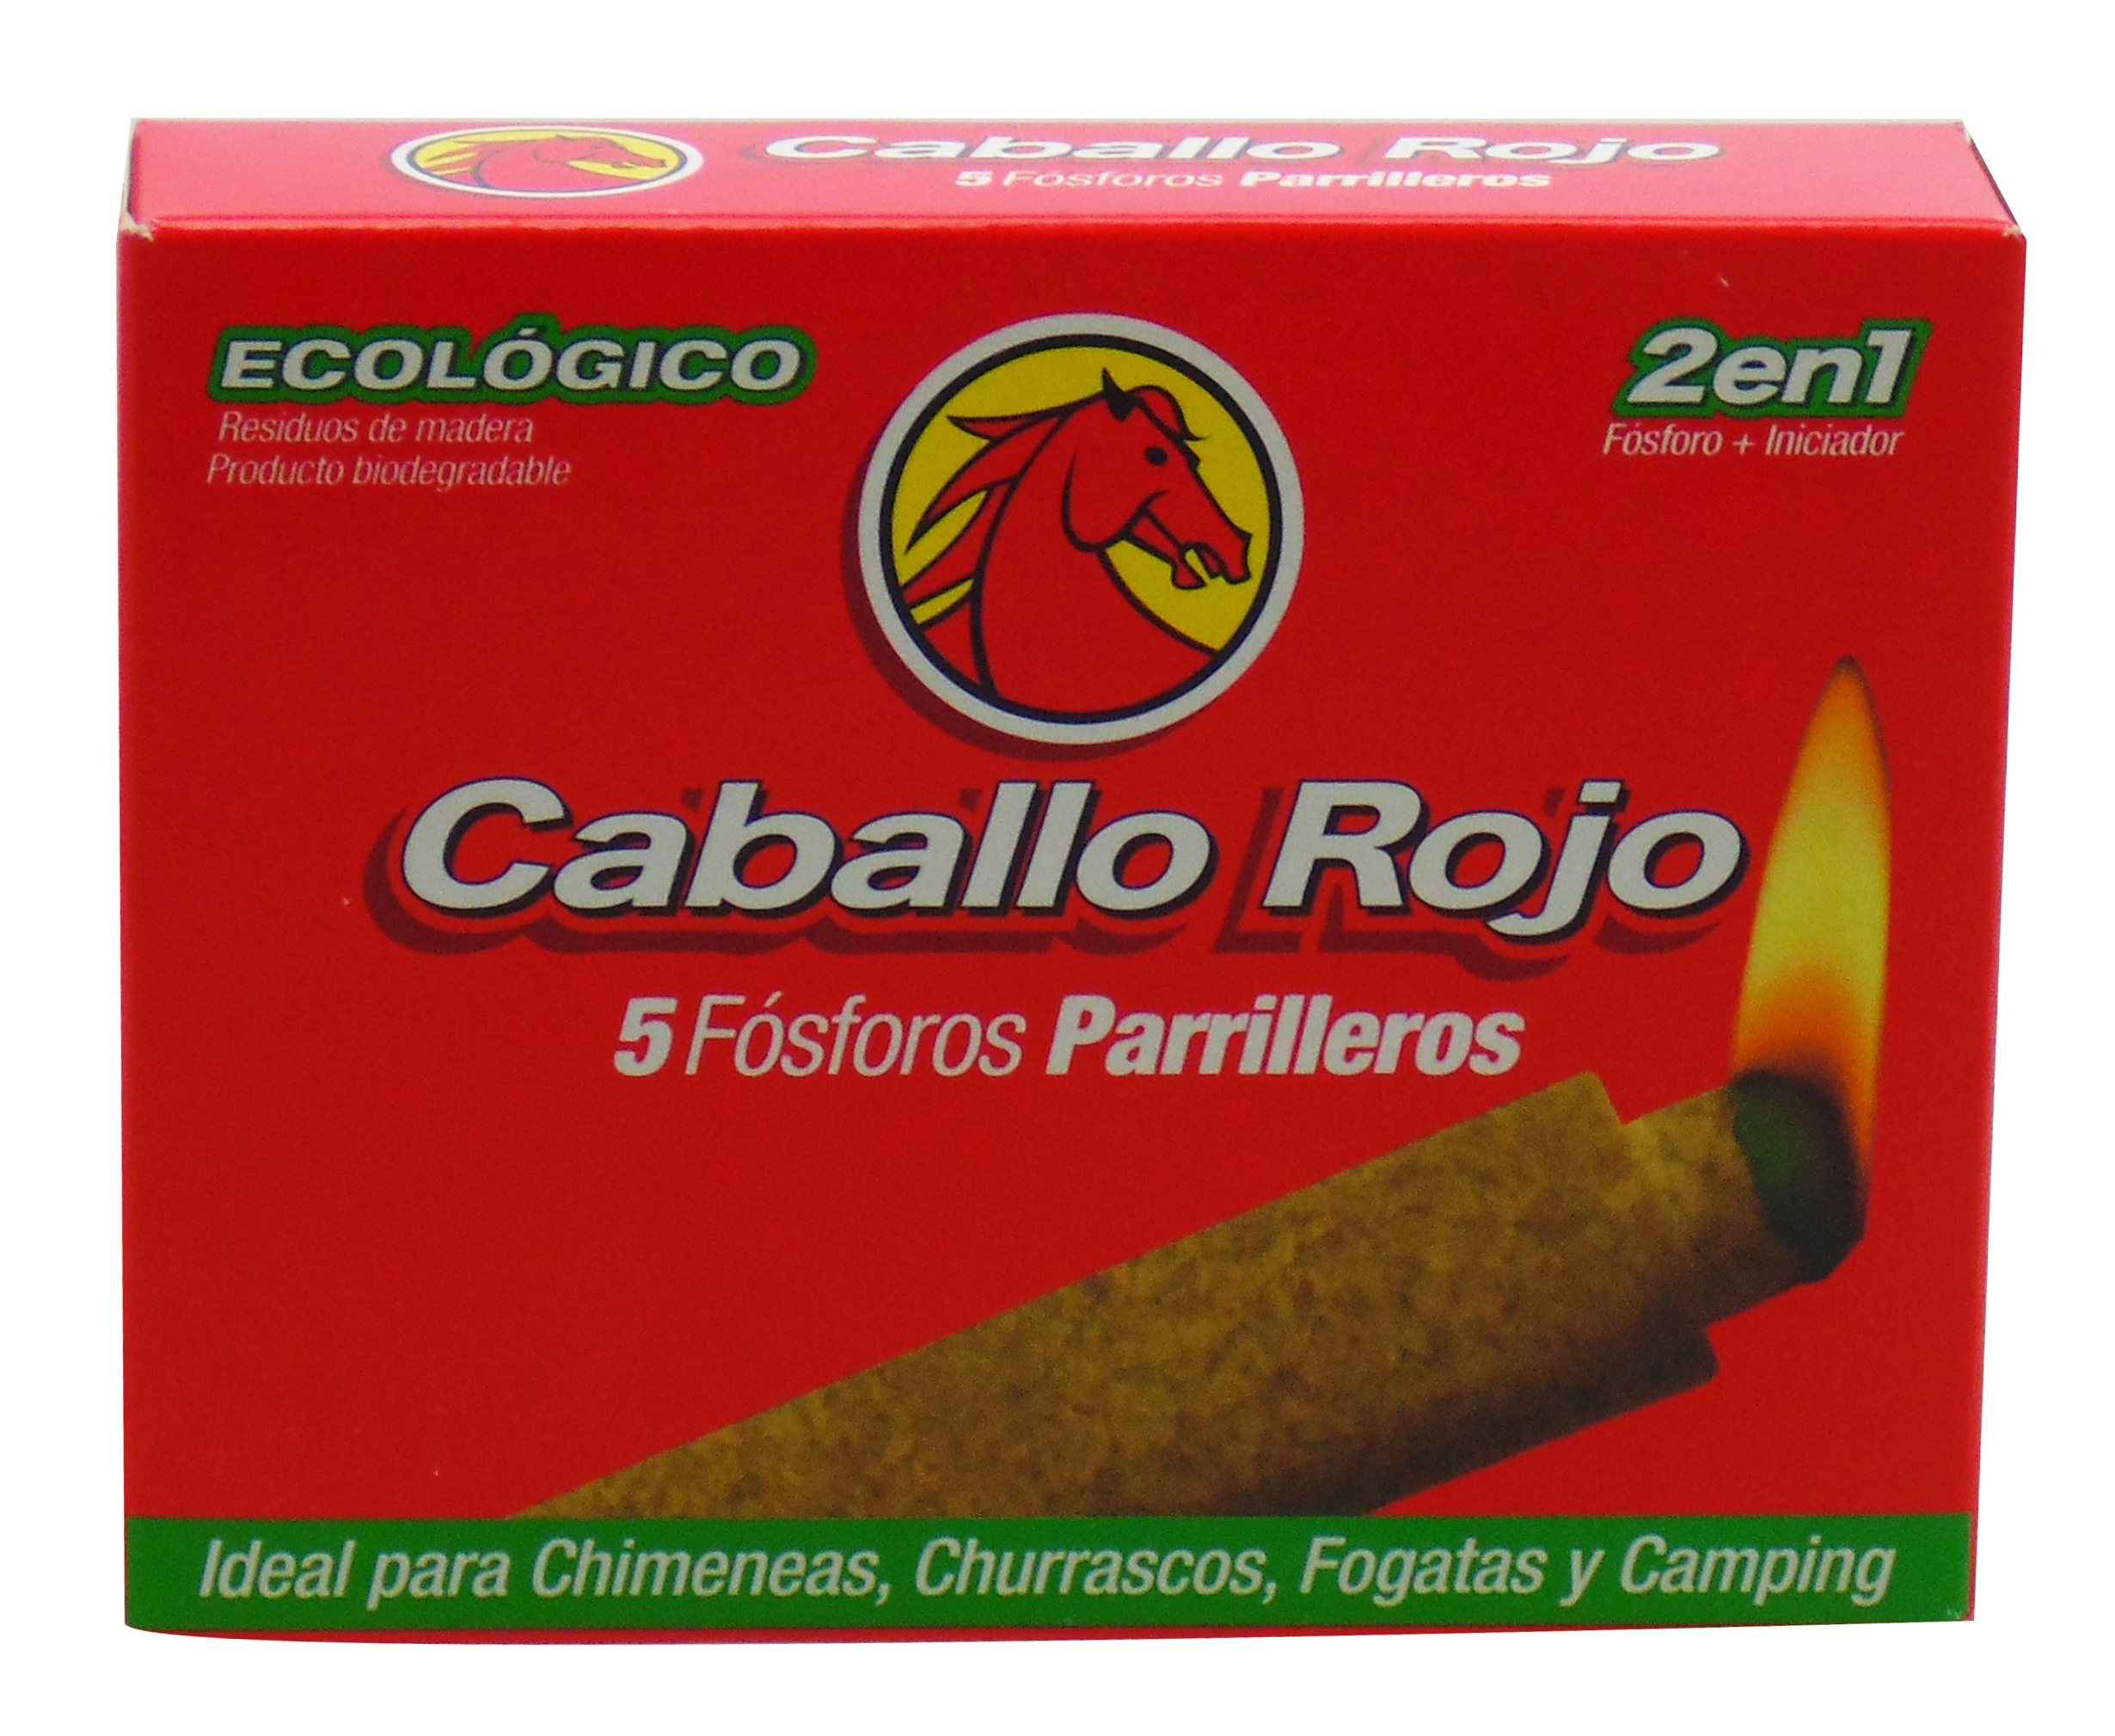 Caballo Rojo
5 Fósforos Parrilleros
ECOLÓGICO
Residuos de madera
Producto biodegradable
2en1
Fósforo + Iniciador
Caballo Rojo
5 Fósforos Parrilleros
Ideal para Chimeneas, Churrascos, Fogatas y Camping